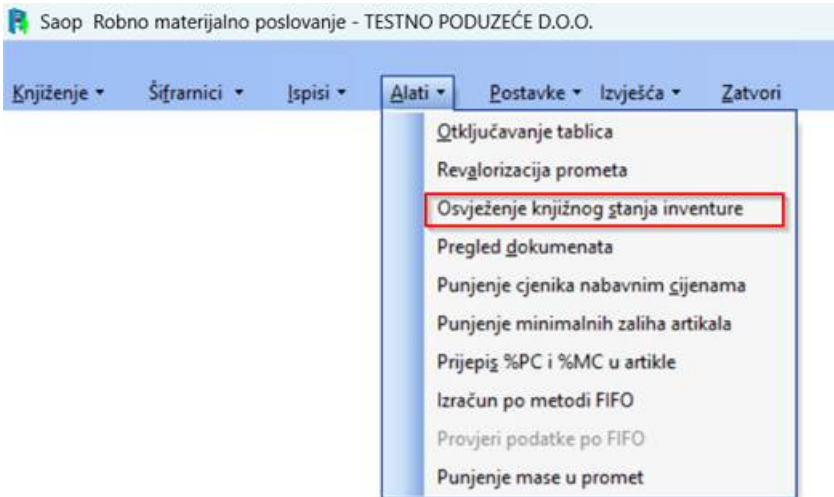 Saop Robno materijalno poslovanje - TESTNO PODUZEĆE D.O.O.
Knjiženje Šifrarnici Ispisi Alati Postavke Izvješća Zatvori
Otključavanje tablica
Revalorizacija prometa
Osvježenje knjižnog stanja inventure
Pregled dokumenata
Punjenje cjenika nabavnim cijenama
Punjenje minimalnih zaliha artikala
Prijepis %PC i %MC u artikle
Izračun po metodi FIFO
Provjeri podatke po FIFO
Punjenje mase u promet